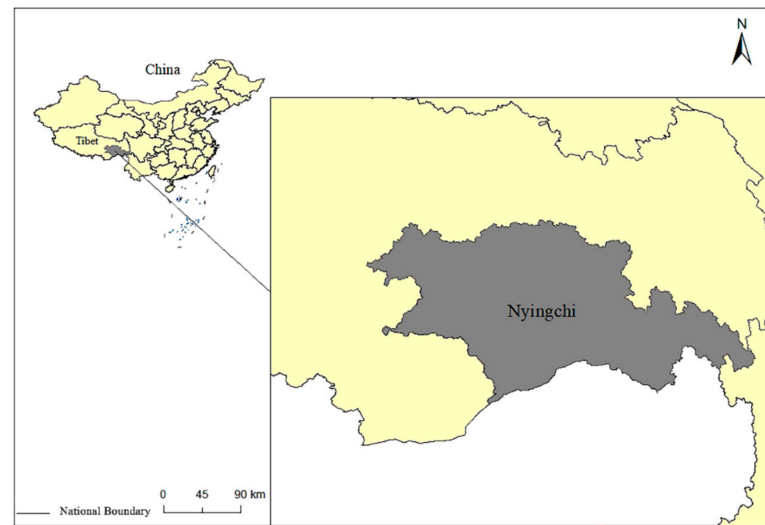 N
China
Tibet
Nyingchi
0 45 90 km
National Boundary